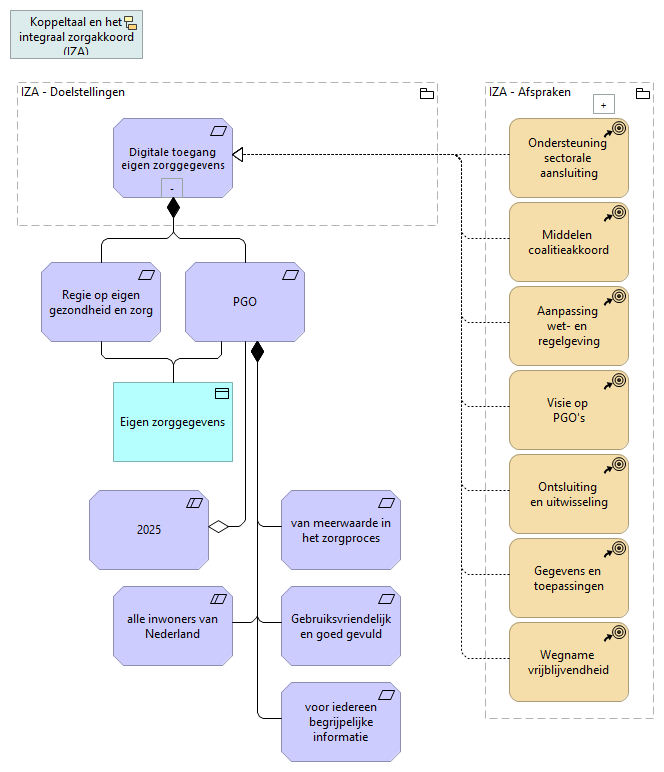 Koppeltaal en het
integraal zorgakkoord
(IZA)
IZA - Doelstellingen
Digitale toegang
eigen zorggegevens
-
Regie op eigen
gezondheid en zorg
PGO
Eigen zorggegevens
2025
van meerwaarde in
het zorgproces
alle inwoners van
Nederland
Gebruiksvriendelijk
en goed gevuld
voor iedereen
begrijpelijke
informatie
IZA - Afspraken
+
Ondersteuning
sectorale
aansluiting
Middelen
coalitieakkoord
Aanpassing
wet- en
regelgeving
Visie op
PGO's
Ontsluiting
en uitwisseling
Gegevens en
toepassingen
Wegname
vrijblijvendheid